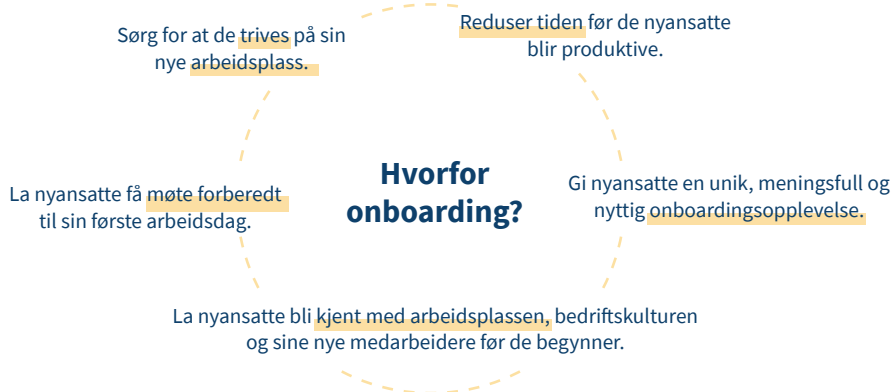 Sørg for at de trives på sin
nye arbeidsplass.
Reduser tiden før de nyansatte
blir produktive.
Hvorfor
onboarding?
La nyansatte få møte forberedt
til sin første arbeidsdag.
Gi nyansatte en unik, meningsfull og
nyttig onboardingsopplevelse.
La nyansatte bli kjent med arbeidsplassen, bedriftskulturen
og sine nye medarbeidere før de begynner.